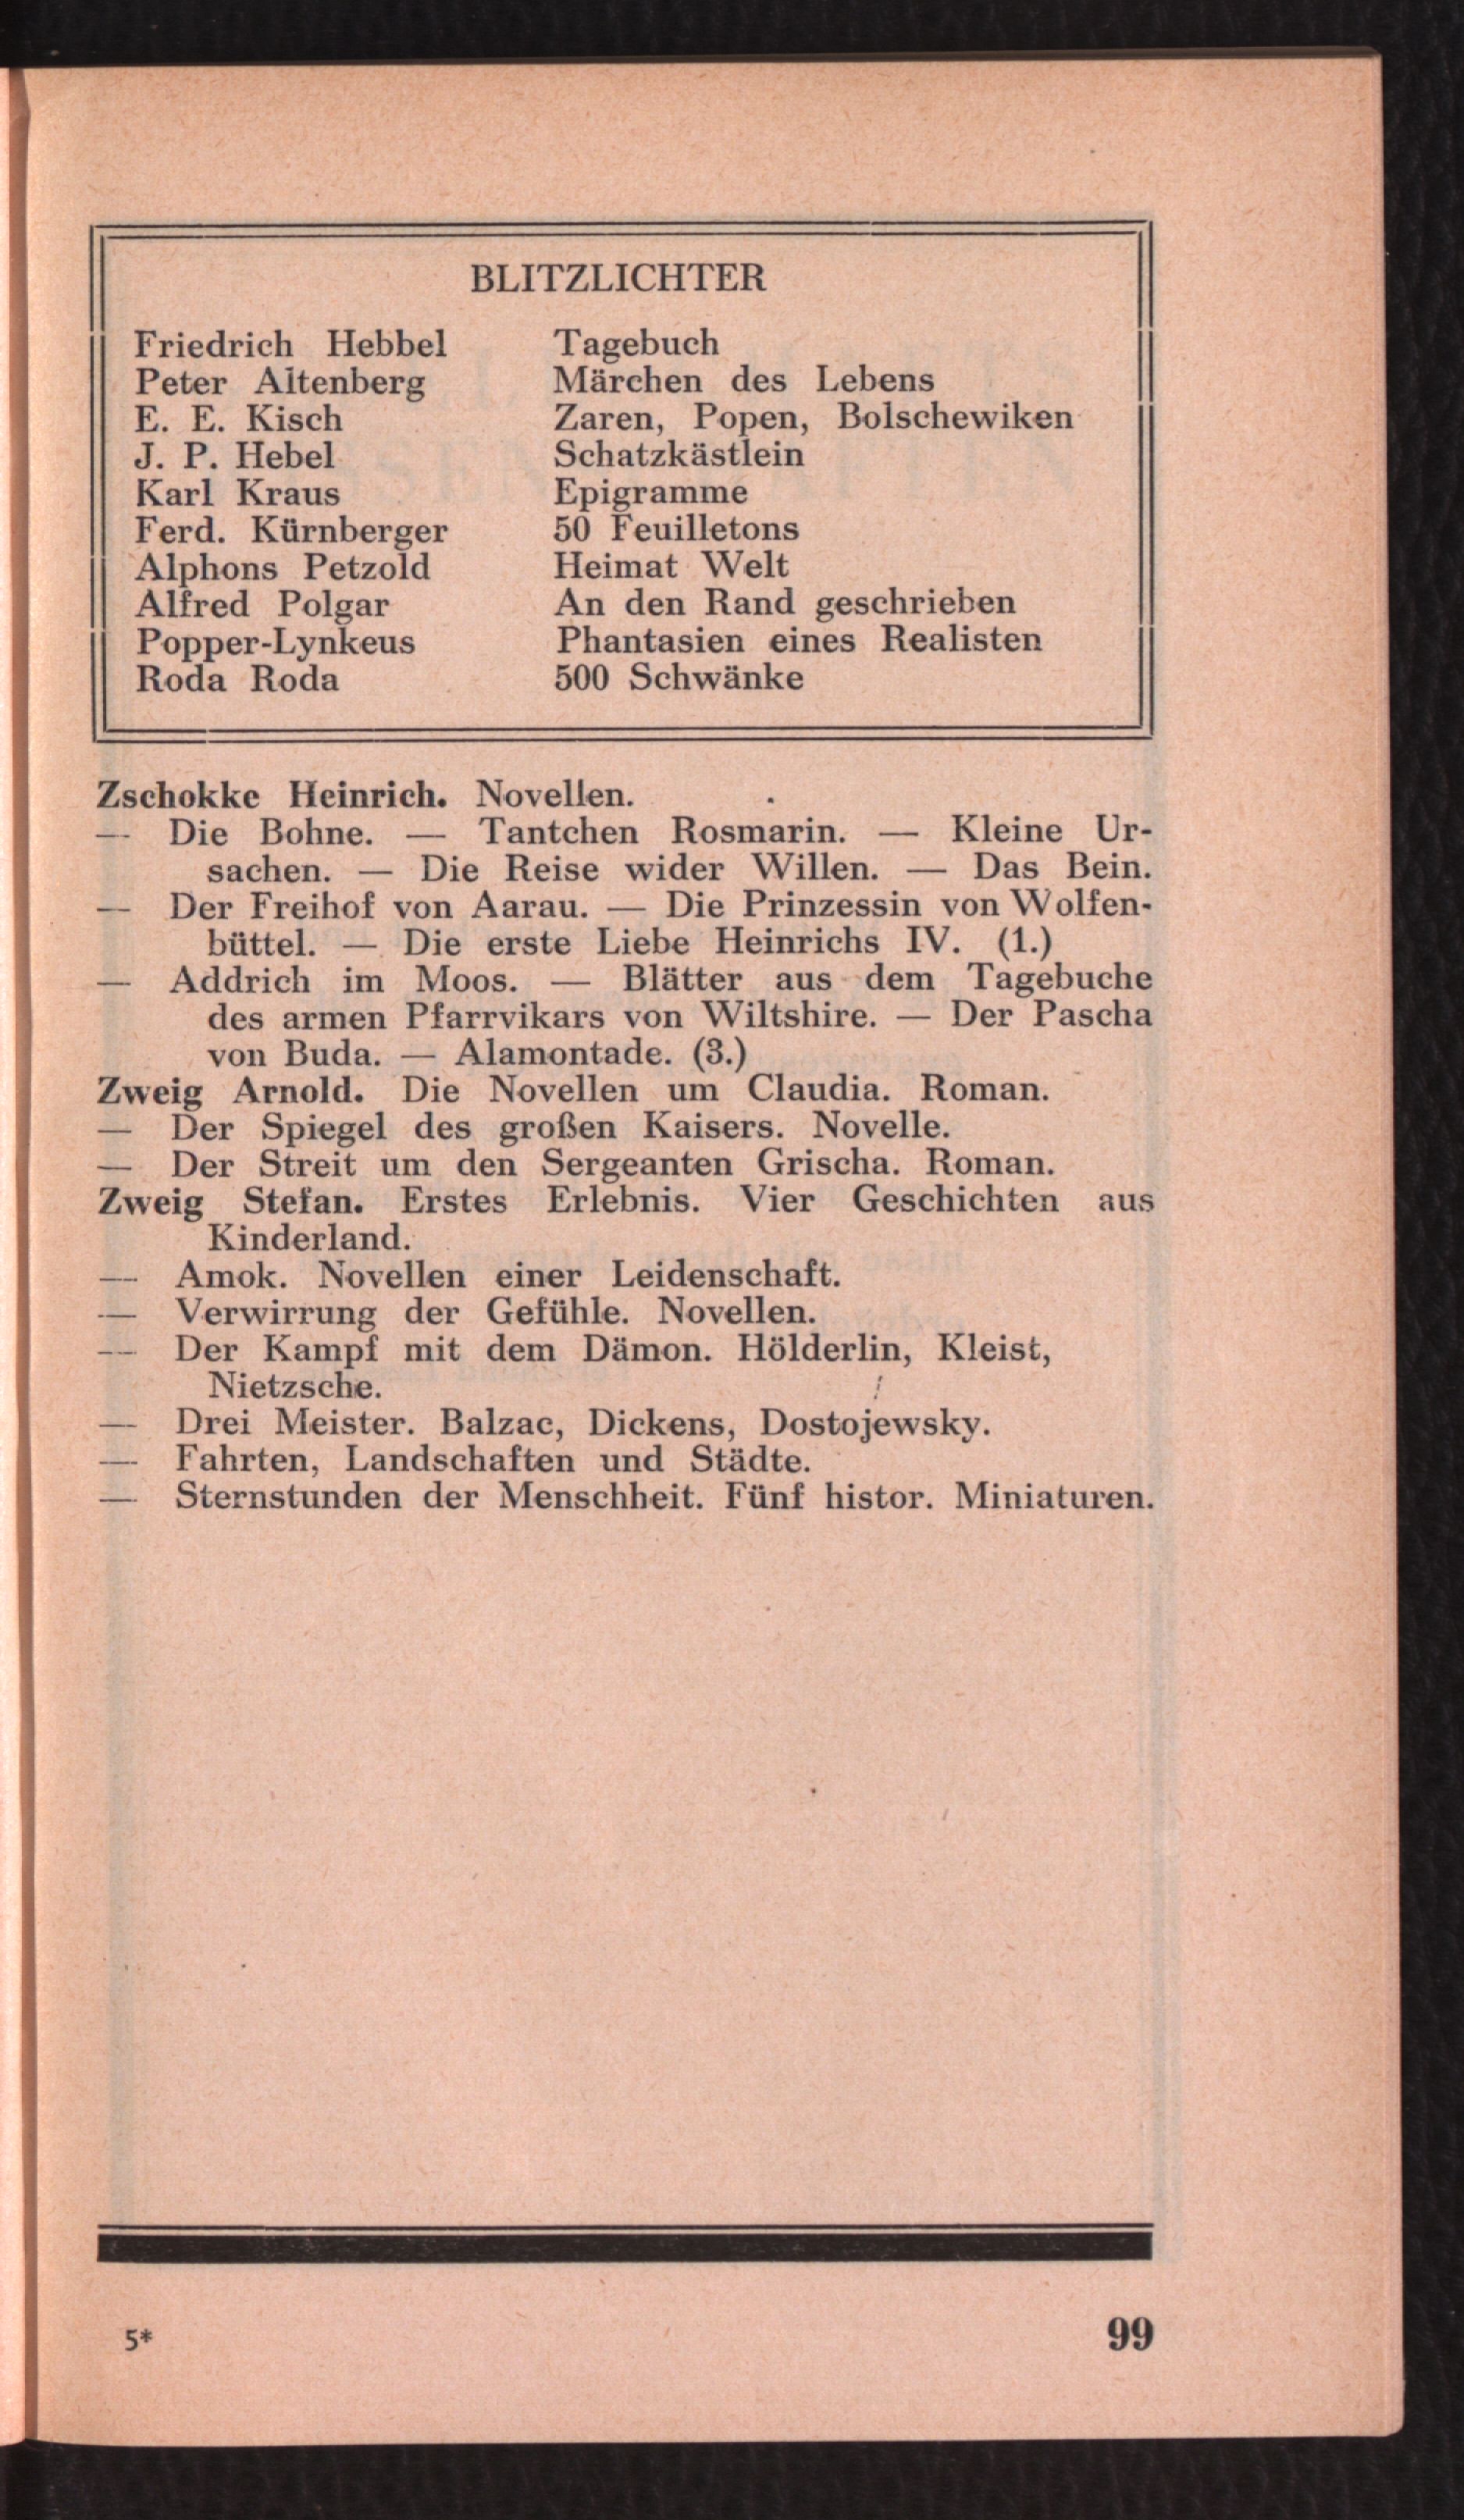 BLITZLICHTER
Friedrich Hebbel Tagebuch
Peter Altenberg Märchen des Lebens
E. E. Kisch Zaren, Popen, Bolschewiken
J. P. Hebel Schatzkästlein
Karl Kraus Epigramme
Ferd. Kürnberger 50 Feuilletons
Alphons Petzold Heimat Welt
Alfred Polgar An den Rand geschrieben
Popper-Lynkeus Phantasien eines Realisten
Roda Roda 500 Schwänke
Zschokke Heinrich. Novellen.
— Die Bohne. — Tantchen Rosmarin. — Kleine Ur-
sachen. — Die Reise wider Willen. — Das Bein.
— Der Freihof von Aarau. — Die Prinzessin von Wolfen-
büttel. — Die erste Liebe Heinrichs IV. (1.)
— Addrich im Moos. — Blätter aus dem Tagebuche
des armen Pfarrvikars von Wiltshire. — Der Pascha
von Buda. — Alamontade. (3.)
Zweig Arnold. Die Novellen um Claudia. Roman.
— Der Spiegel des großen Kaisers. Novelle.
— Der Streit um den Sergeanten Grischa. Roman.
Zweig Stefan. Erstes Erlebnis. Vier Geschichten aus
Kinderland.
— Amok. Novellen einer Leidenschaft.
— Verwirrung der Gefühle. Novellen.
— Der Kampf mit dem Dämon. Hölderlin, Kleist,
Nietzsche.
— Drei Meister. Balzac, Dickens, Dostojewsky.
— Fahrten, Landschaften und Städte.
— Sternstunden der Menschheit. Fünf histor. Miniaturen.
5* 99